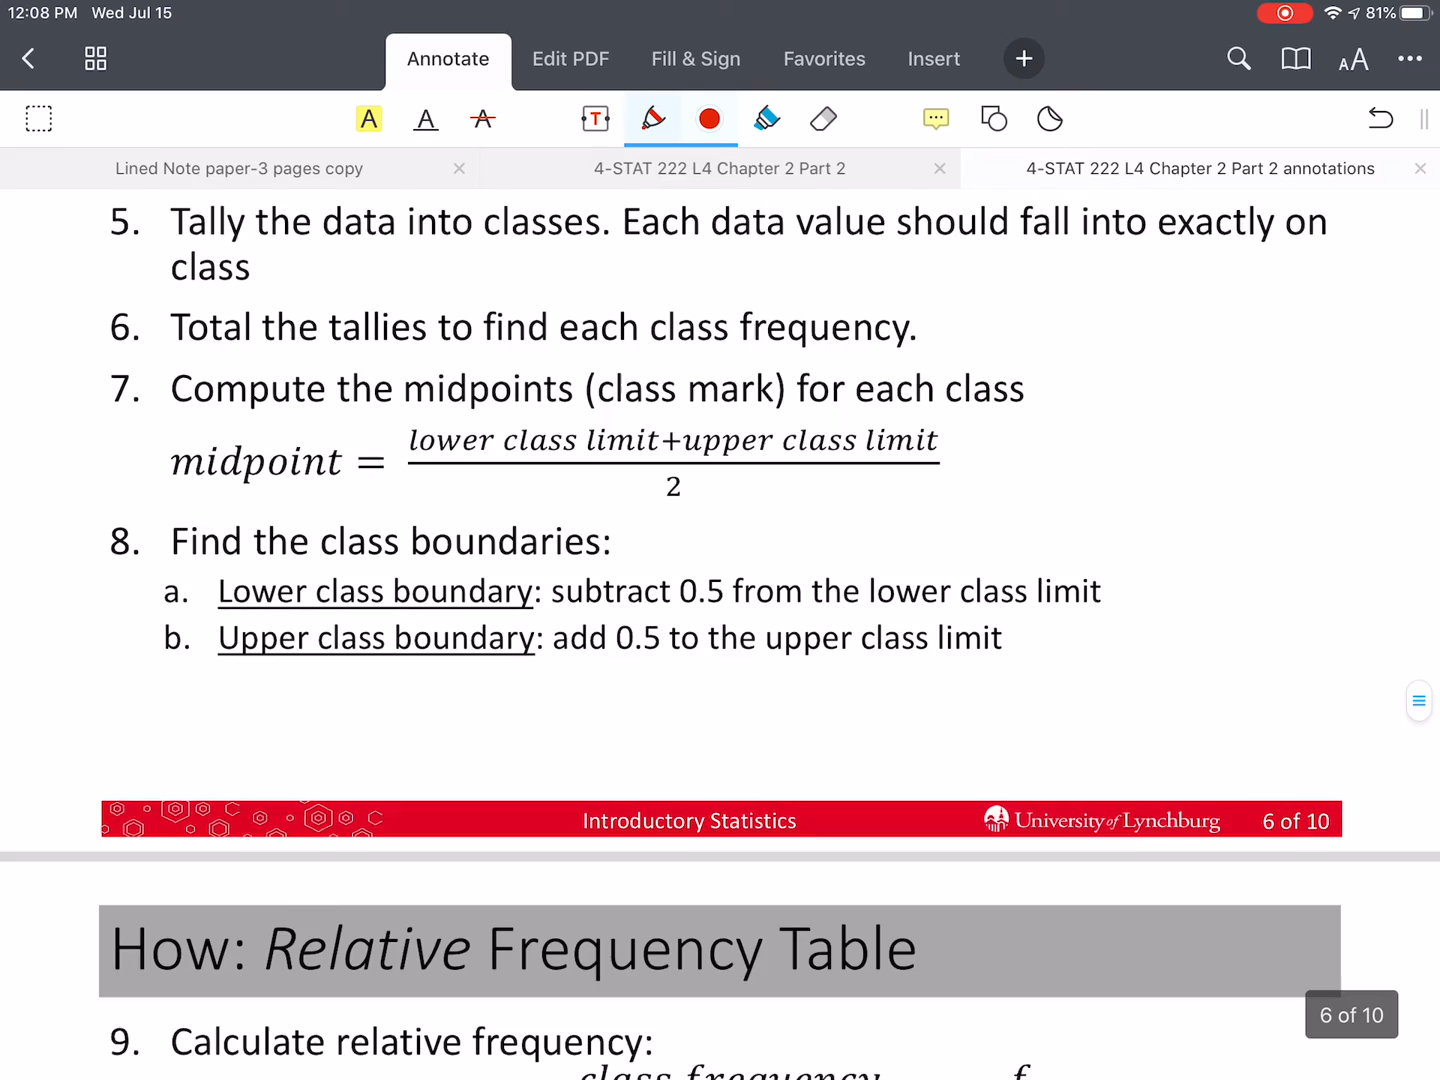 12:08 PM Wed Jul 15 81%
Annotate Edit PDF Fill & Sign Favorites Insert + AA
A A A T
Lined Note paper-3 pages copy × 4-STAT 222 L4 Chapter 2 Part 2 × 4-STAT 222 L4 Chapter 2 Part 2 annotations ×
5. Tally the data into classes. Each data value should fall into exactly on
class
6. Total the tallies to find each class frequency.
7. Compute the midpoints (class mark) for each class
midpoint = lower class limit+upper class limit
2
8. Find the class boundaries:
a. Lower class boundary: subtract 0.5 from the lower class limit
b. Upper class boundary: add 0.5 to the upper class limit
Introductory Statistics University of Lynchburg 6 of 10
How: Relative Frequency Table
6 of 10
9. Calculate relative frequency:
class frequency f